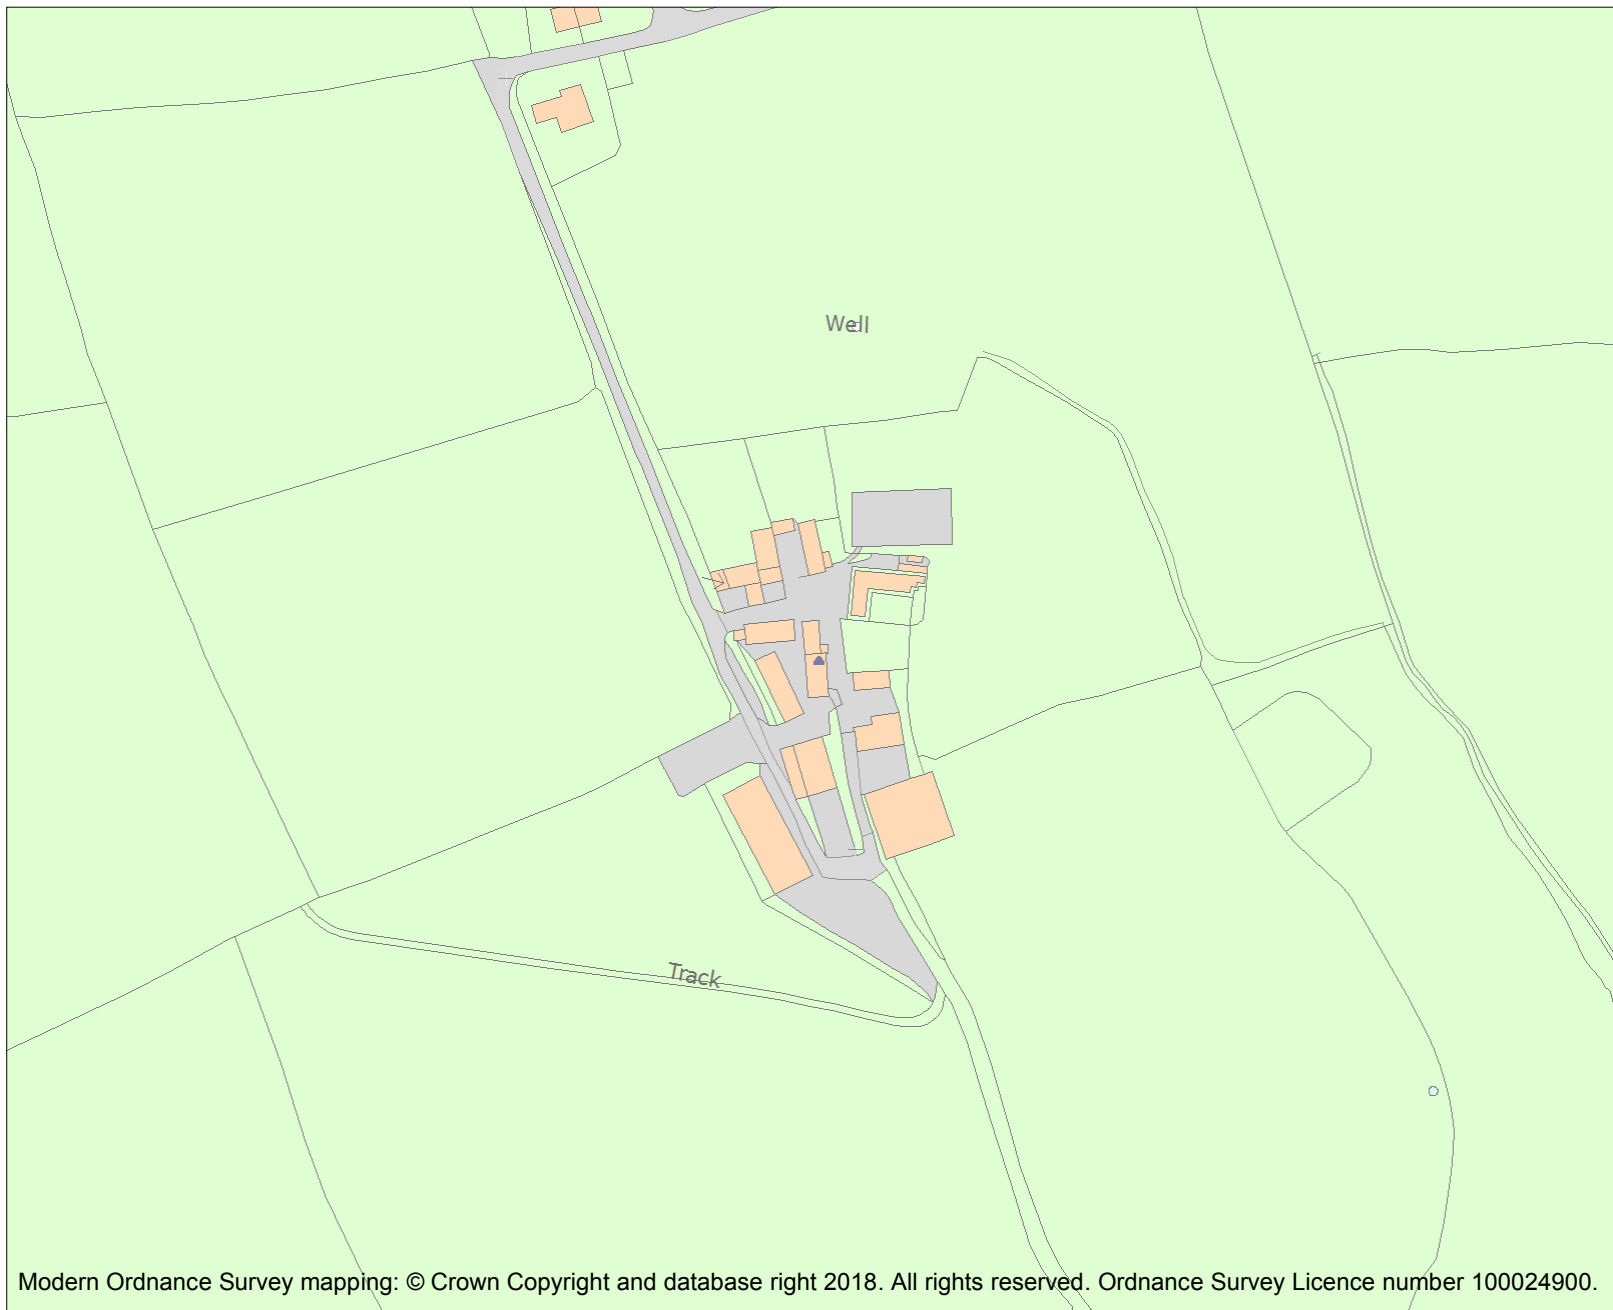 Well
Track
Modern Ordnance Survey mapping: © Crown Copyright and database right 2018. All rights reserved. Ordnance Survey Licence number 100024900.